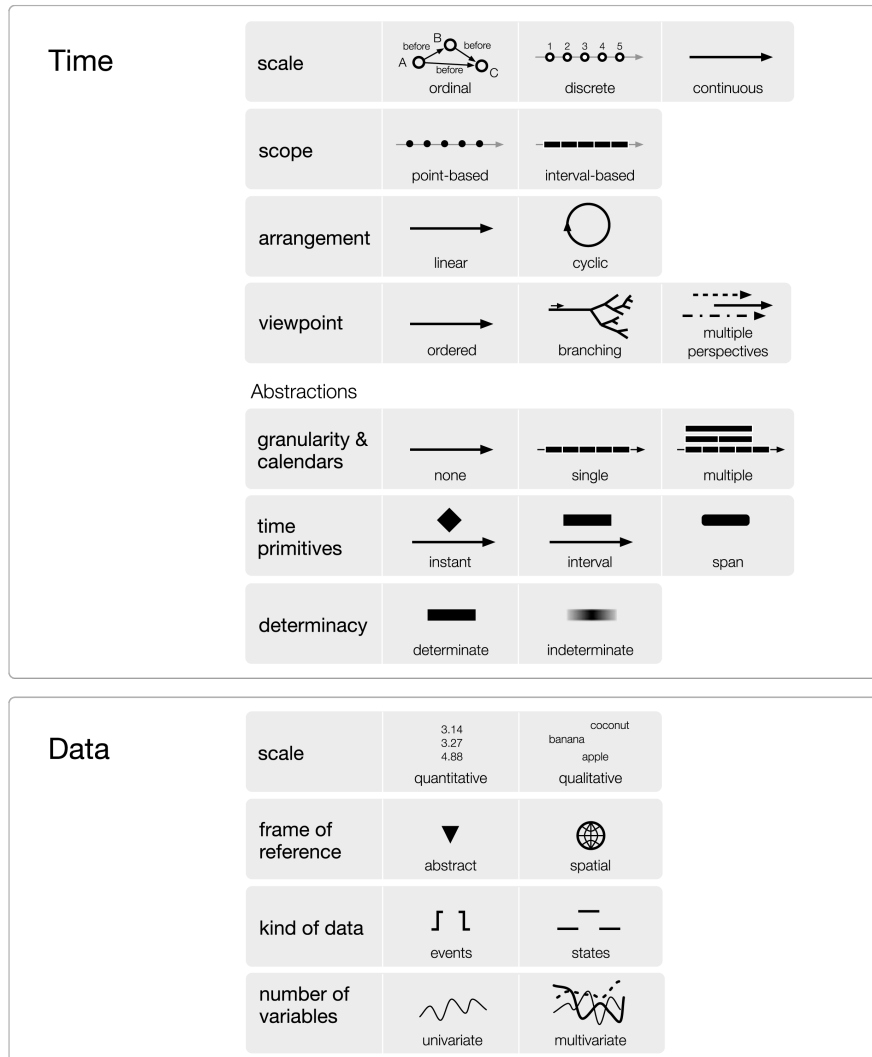 Time
scale
A
before
B
before
before
C
ordinal
1 2 3 4 5
discrete
continuous
scope
point-based
interval-based
arrangement
linear
cyclic
viewpoint
ordered
branching
multiple
perspectives
Abstractions
granularity &
calendars
none
single
multiple
time
primitives
instant
interval
span
determinacy
determinate
indeterminate
Data
scale
3.14
3.27
4.88
quantitative
coconut
banana
apple
qualitative
frame of
reference
abstract
spatial
kind of data
events
states
number of
variables
univariate
multivariate